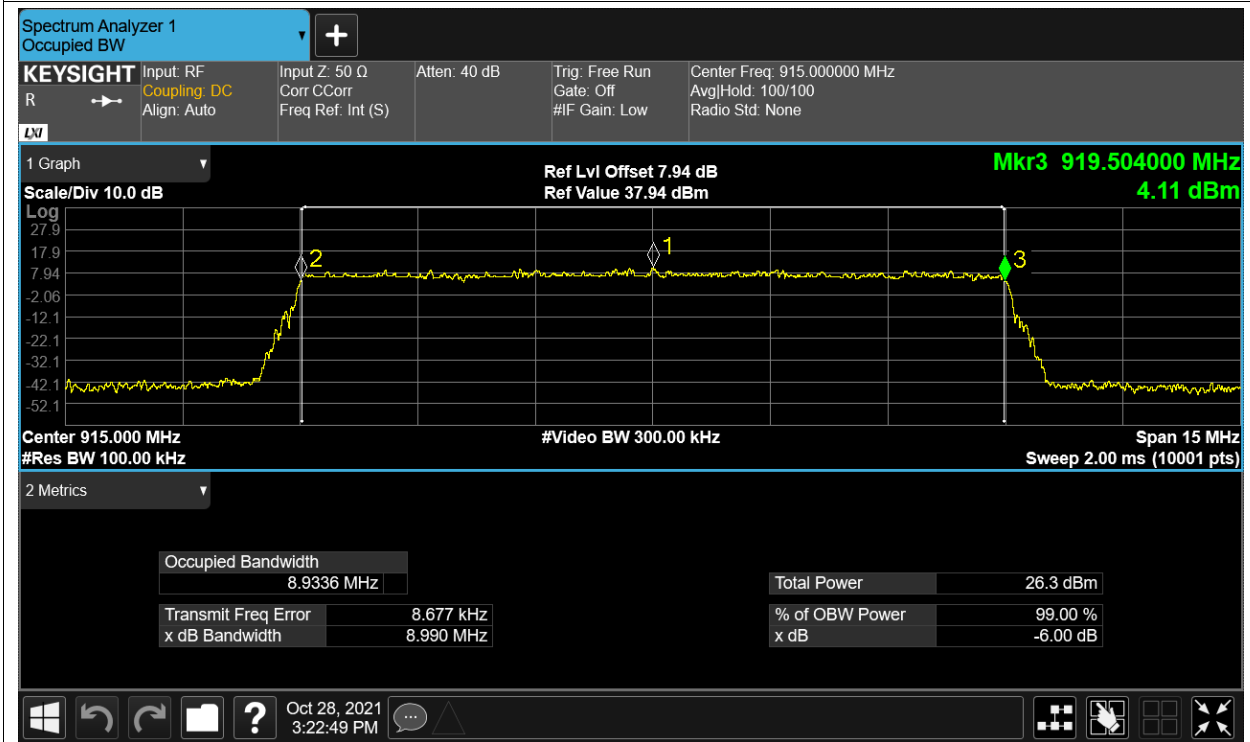 Spectrum Analyzer 1
Occupied BW
KEYSIGHT
R
LXI
Input: RF
Coupling: DC
Align: Auto
Input Z: 50 Ω
Corr CCorr
Freq Ref: Int (S)
Atten: 40 dB
Trig: Free Run
Gate: Off
#IF Gain: Low
Center Freq: 915.000000 MHz
Avg|Hold: 100/100
Radio Std: None
1 Graph
Scale/Div 10.0 dB
Ref Lvl Offset 7.94 dB
Ref Value 37.94 dBm
Mkr3 919.504000 MHz
4.11 dBm
Log
27.9
17.9
7.94
-2.06
-12.1
-22.1
-32.1
-42.1
-52.1
2
1
3
Center 915.000 MHz
#Res BW 100.00 kHz
#Video BW 300.00 kHz
Span 15 MHz
Sweep 2.00 ms (10001 pts)
2 Metrics
Occupied Bandwidth
8.9336 MHz
Transmit Freq Error 8.677 kHz
x dB Bandwidth 8.990 MHz
Total Power 26.3 dBm
% of OBW Power 99.00 %
x dB -6.00 dB
?
Oct 28, 2021
3:22:49 PM